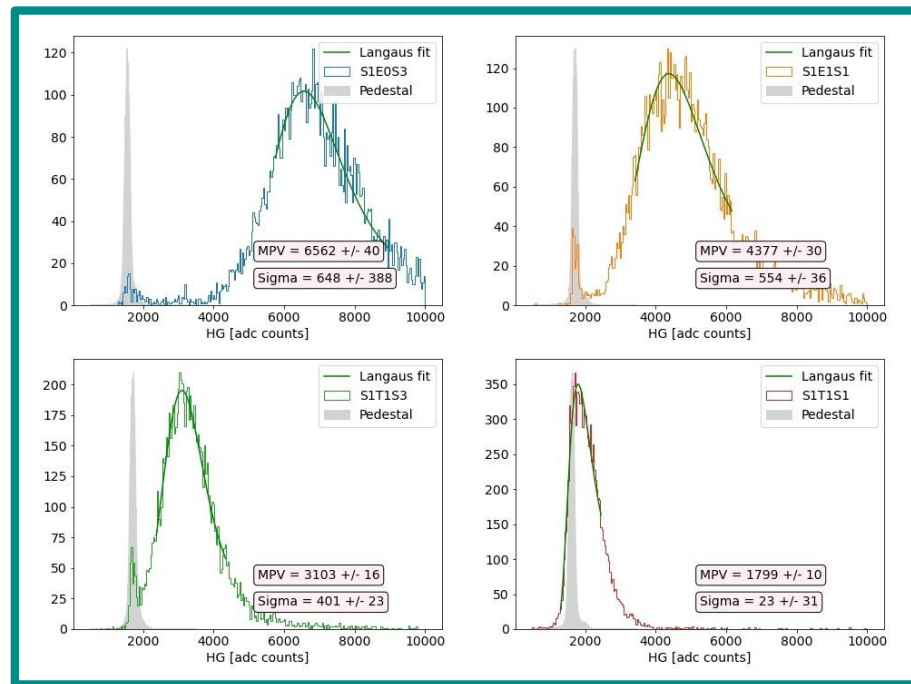 Langaus fit
S1E0S3
Pedestal
120
100
80
60
40
20
0
MPV = 6562 +/- 40
Sigma = 648 +/- 388
2000 4000 6000 8000 10000
HG [adc counts]
Langaus fit
S1E1S1
Pedestal
120
100
80
60
40
20
0
MPV = 4377 +/- 30
Sigma = 554 +/- 36
2000 4000 6000 8000 10000
HG [adc counts]
Langaus fit
S1T1S3
Pedestal
200
175
150
125
100
75
50
25
0
MPV = 3103 +/- 16
Sigma = 401 +/- 23
2000 4000 6000 8000 10000
HG [adc counts]
Langaus fit
S1T1S1
Pedestal
350
300
250
200
150
100
50
0
MPV = 1799 +/- 10
Sigma = 23 +/- 31
2000 4000 6000 8000 10000
HG [adc counts]